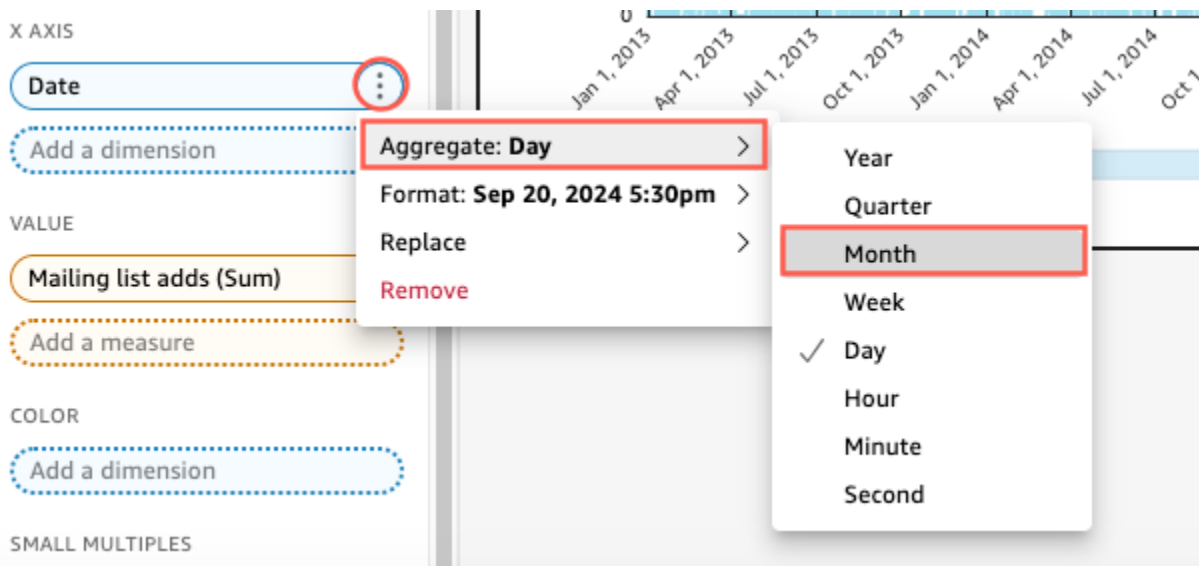 X AXIS
Date
Add a dimension
VALUE
Mailing list adds (Sum)
Add a measure
COLOR
Add a dimension
SMALL MULTIPLES
0
Jan 1, 2013
Apr 1, 2013
Jul 1, 2013
Oct 1, 2013
Jan 1, 2014
Apr 1, 2014
Jul 1, 2014
Oct 1
Aggregate: Day
Format: Sep 20, 2024 5:30pm
Replace
Remove
Year
Quarter
Month
Week
Day
Hour
Minute
Second